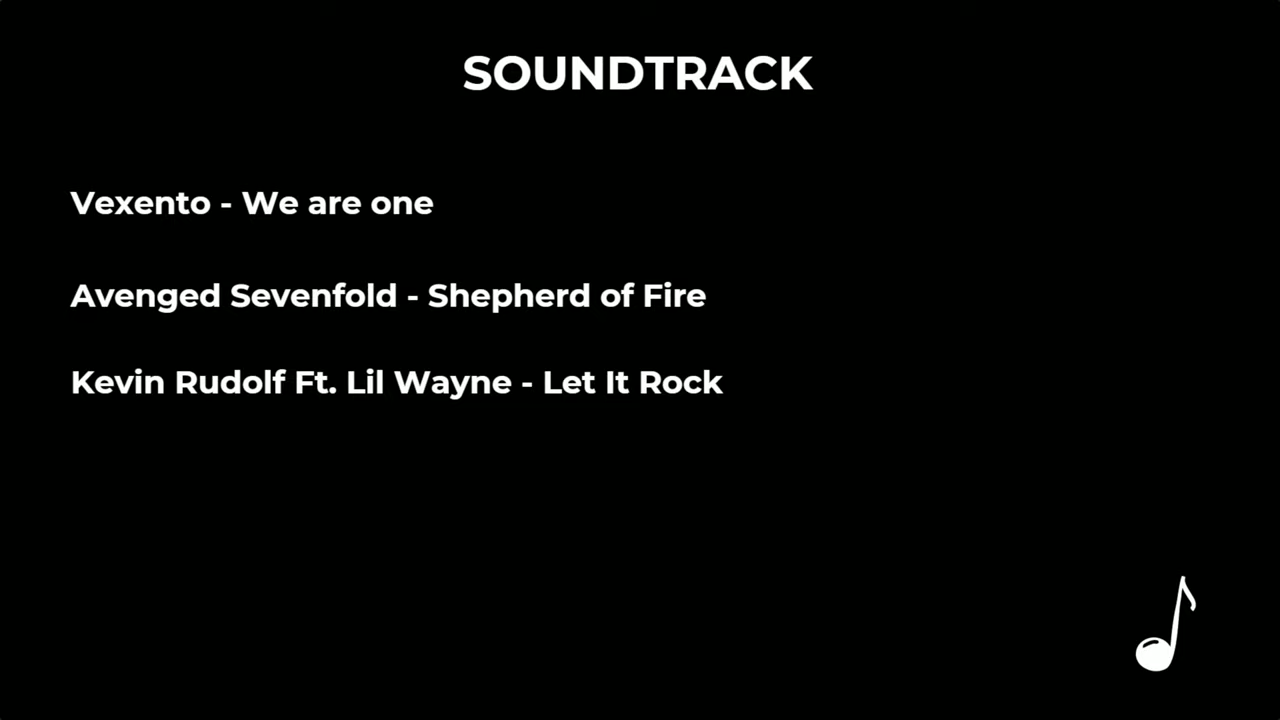 SOUNDTRACK
Vexento - We are one
Avenged Sevenfold - Shepherd of Fire
Kevin Rudolf Ft. Lil Wayne - Let It Rock